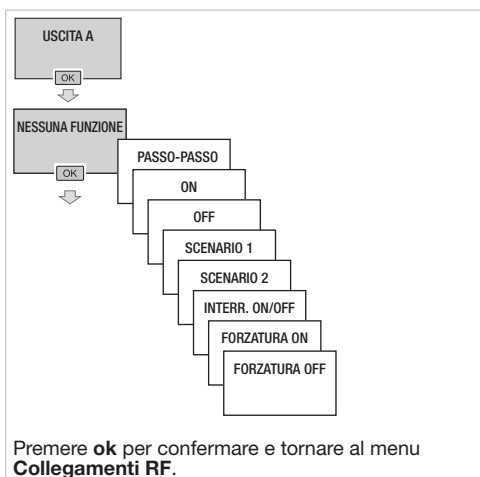 USCITA A
OK
NESSUNA FUNZIONE
OK
PASSO-PASSO
ON
OFF
SCENARIO 1
SCENARIO 2
INTERR. ON/OFF
FORZATURA ON
FORZATURA OFF
Premere ok per confermare e tornare al menu
Collegamenti RF.